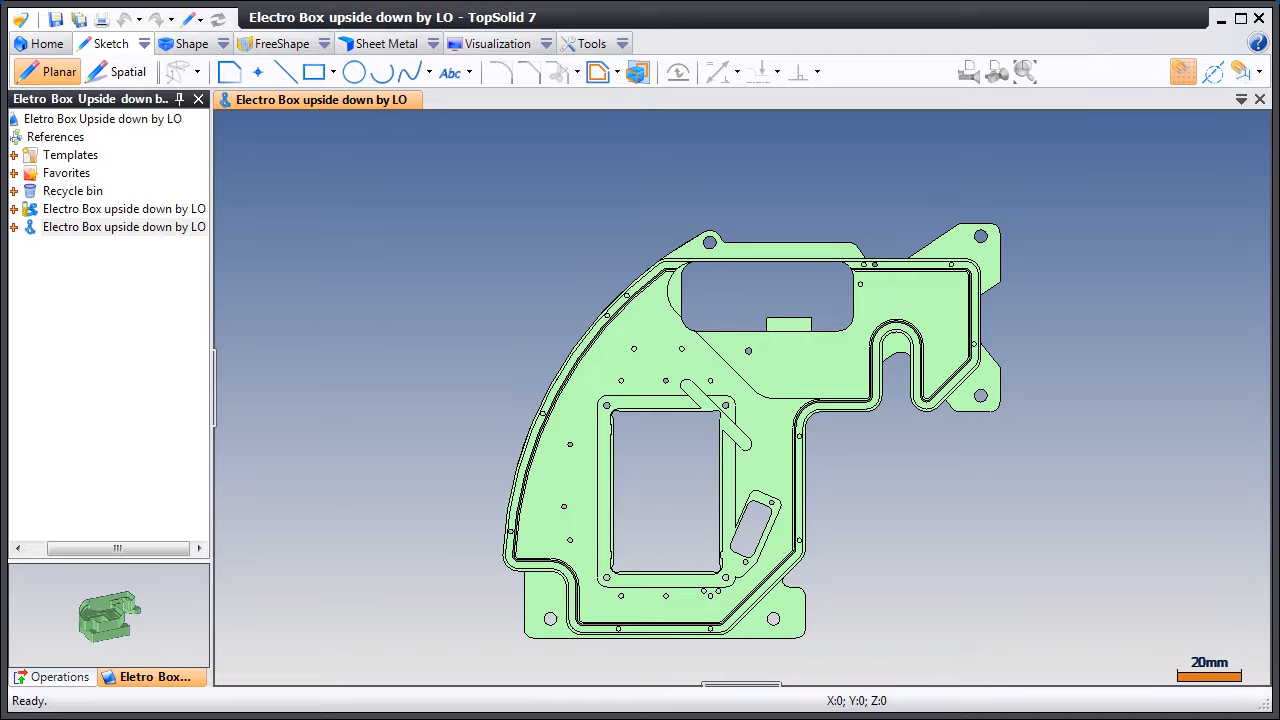 Electro Box upside down by LO - TopSolid 7
Home Sketch Shape FreeShape Sheet Metal Visualization Tools
Planar Spatial Abc
Eletro Box Upside down b..
Electro Box upside down by LO
Eletro Box Upside down by LO
References
Templates
Favorites
Recycle bin
Electro Box upside down by LO
Electro Box upside down by LO
20mm
Operations Eletro Box...
Ready. X:0; Y:0; Z:0